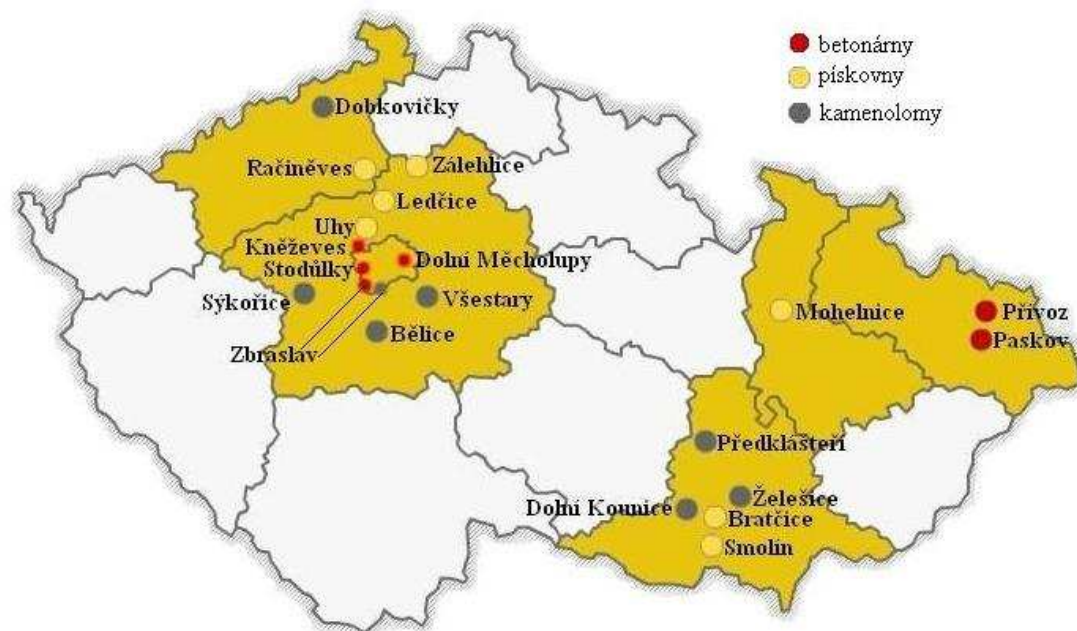 betonárny
pískovny
kamenolomy
Dobkovičky
Račiněves
Zálehlice
Ledčice
Uhy
Kněževes
Dolní Měcholupy
Stodůlky
Sýkořice
Všestary
Mohelnice
Přívoz
Bělice
Paskov
Zbraslav
Předklášteří
Želešice
Dolní Kounice
Bratčice
Smolín